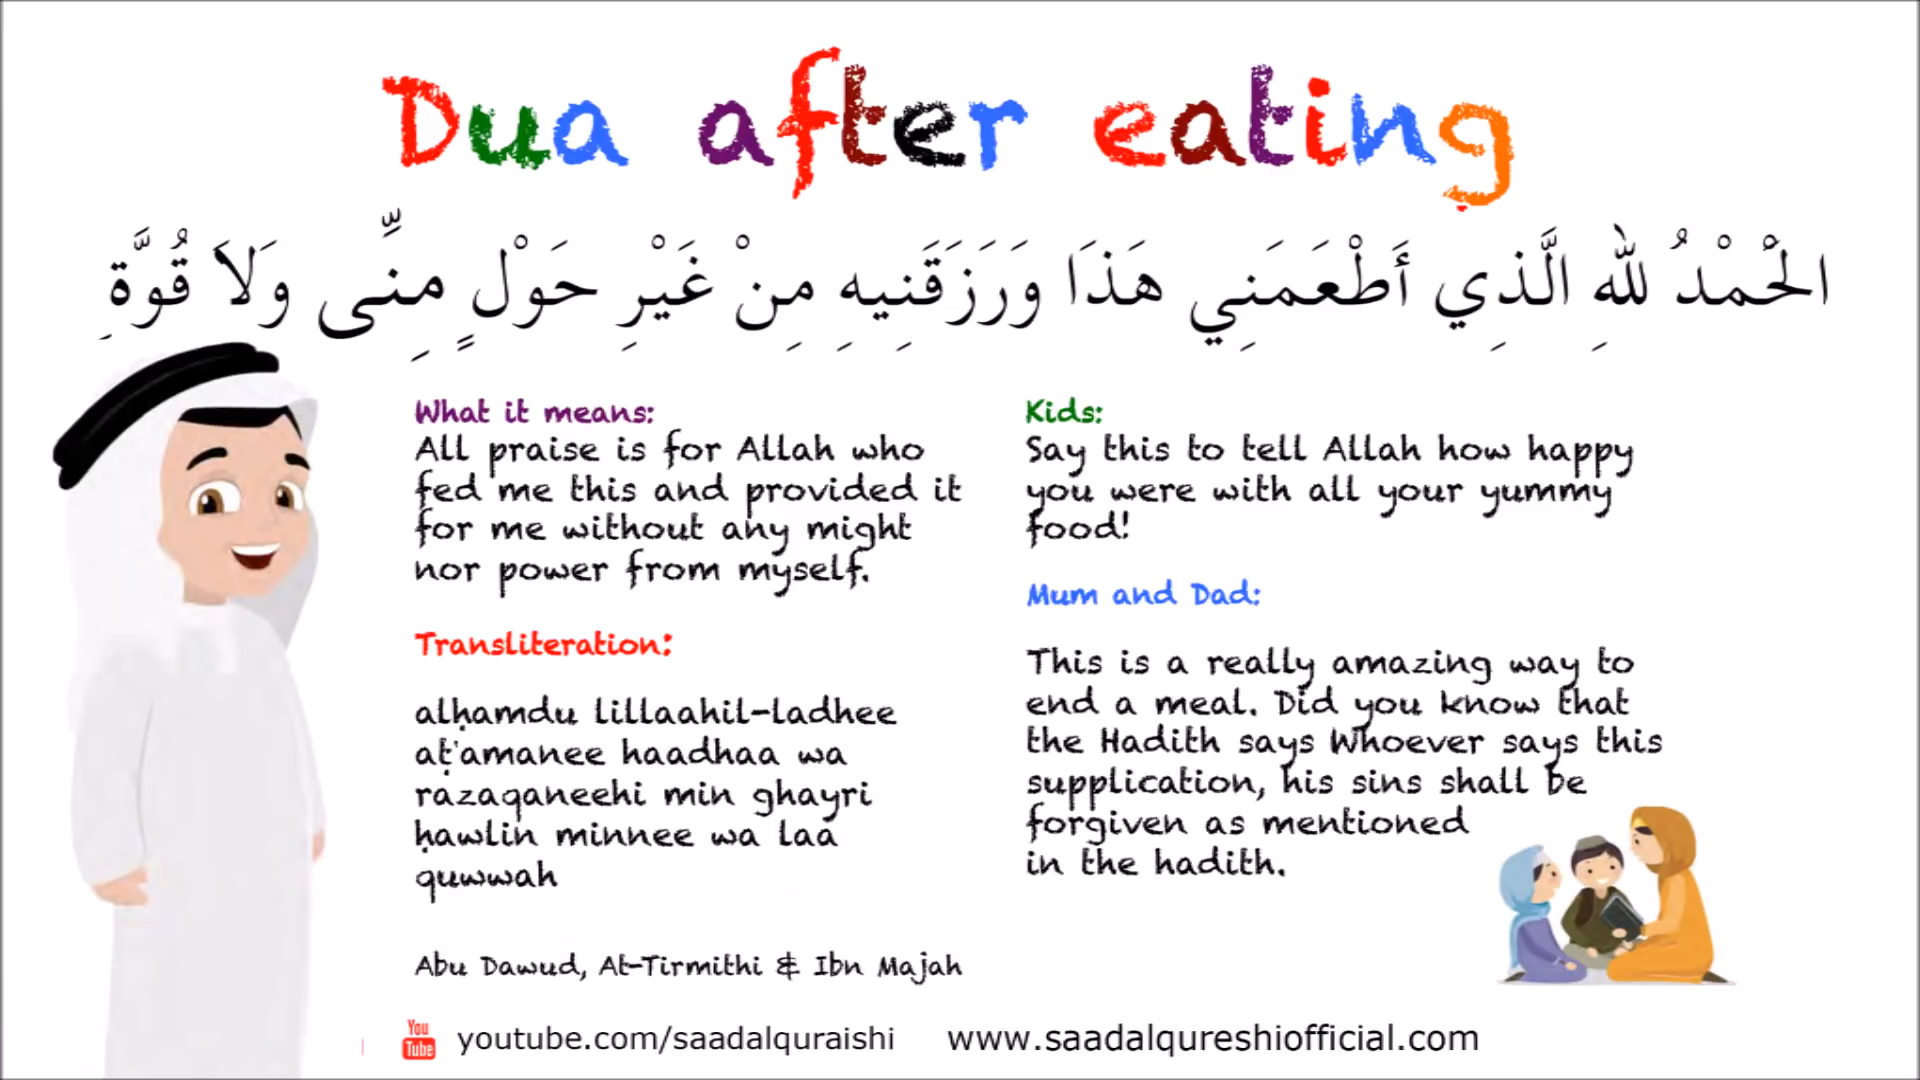 Dua after eating
الْحَمْدُ لِلّٰهِ الَّذِي أَطْعَمَنِي هَذَا وَرَزَقَنِيهِ مِنْ غَيْرِ حَوْلٍ مِنِّى وَلاَ قُوَّةِ
What it means:
All praise is for Allah who
fed me this and provided it
for me without any might
nor power from myself.
Transliteration:
alḥamdu lillaahil-ladhee
aṭ'amanee haadhaa wa
razaqaneehi min ghayri
ḥawlin minnee wa laa
quwwah
Abu Dawud, At-Tirmithi & Ibn Majah
Kids:
Say this to tell Allah how happy
you were with all your yummy
food!
Mum and Dad:
This is a really amazing way to
end a meal. Did you know that
the Hadith says Whoever says this
supplication, his sins shall be
forgiven as mentioned
in the hadith.
You
Tube
youtube.com/saadalquraishi
www.saadalqureshiofficial.com